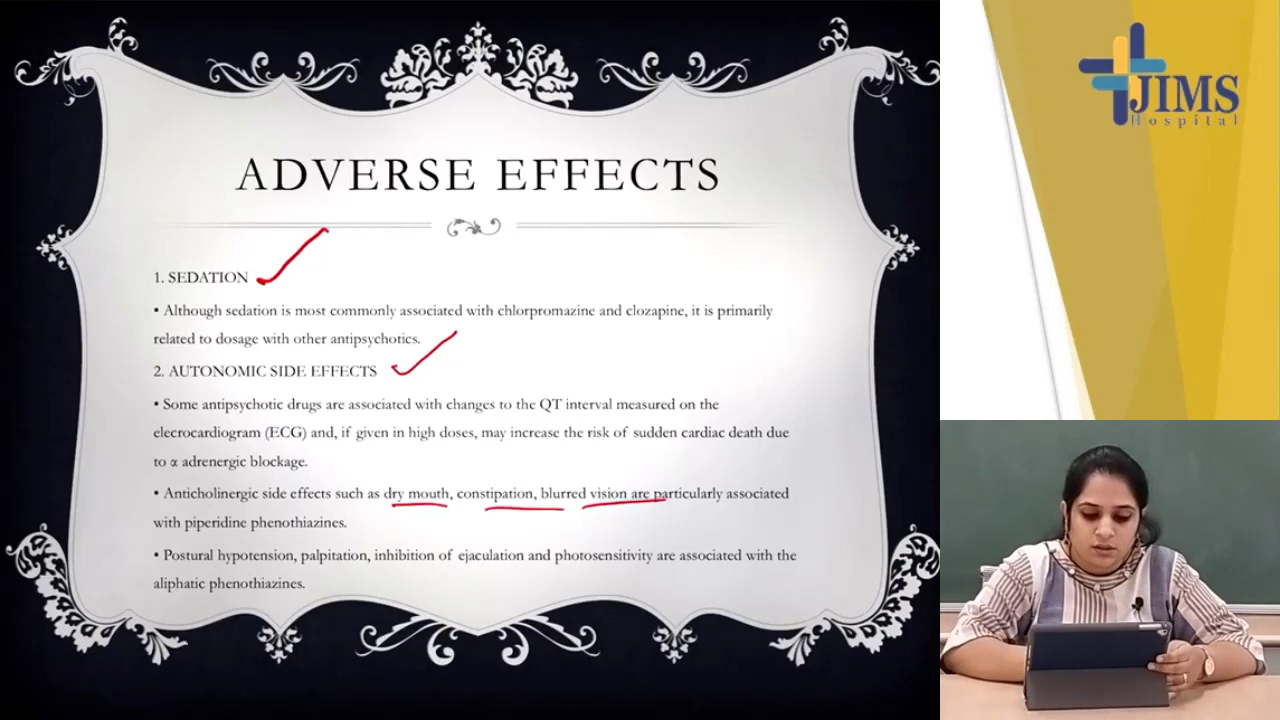 ADVERSE EFFECTS
1. SEDATION
• Although sedation is most commonly associated with chlorpromazine and clozapine, it is primarily
related to dosage with other antipsychotics.
2. AUTONOMIC SIDE EFFECTS
• Some antipsychotic drugs are associated with changes to the QT interval measured on the
elecrocardiogram (ECG) and, if given in high doses, may increase the risk of sudden cardiac death due
to α adrenergic blockage.
• Anticholinergic side effects such as dry mouth, constipation, blurred vision are particularly associated
with piperidine phenothiazines.
• Postural hypotension, palpitation, inhibition of ejaculation and photosensitivity are associated with the
aliphatic phenothiazines.
JIMS
Hospital